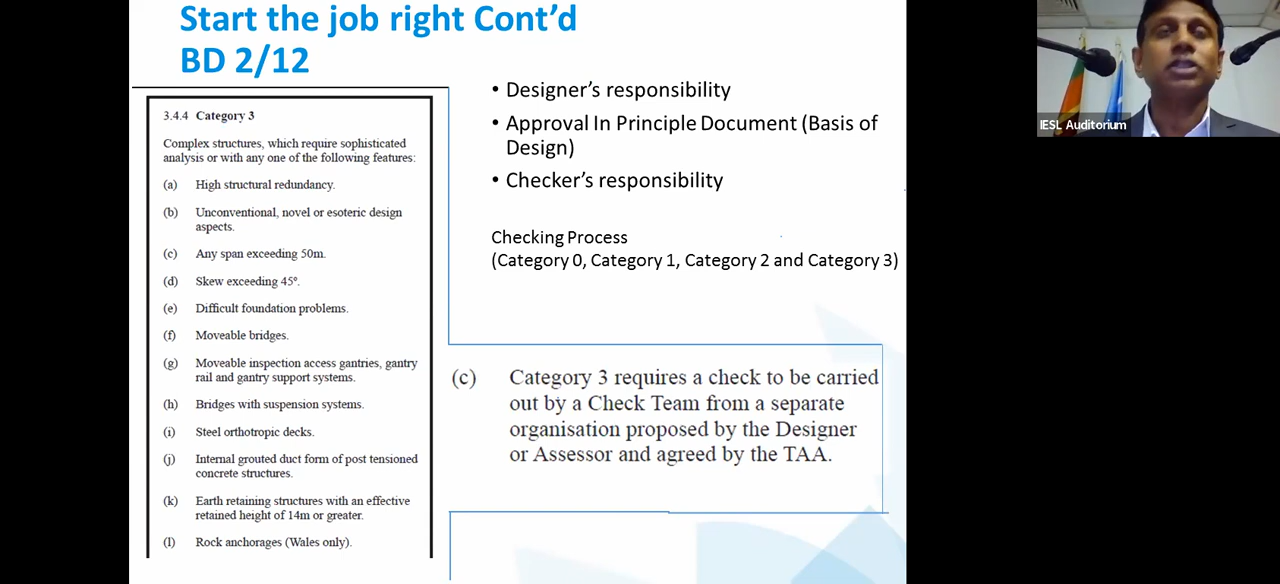 Start the job right Cont’d
BD 2/12
3.4.4 Category 3
Complex structures, which require sophisticated
analysis or with any one of the following features:
(a) High structural redundancy.
(b) Unconventional, novel or esoteric design
aspects.
(c) Any span exceeding 50m.
(d) Skew exceeding 45°.
(e) Difficult foundation problems.
(f) Moveable bridges.
(g) Moveable inspection access gantries, gantry
rail and gantry support systems.
(h) Bridges with suspension systems.
(i) Steel orthotropic decks.
(j) Internal grouted duct form of post tensioned
concrete structures.
(k) Earth retaining structures with an effective
retained height of 14m or greater.
(l) Rock anchorages (Wales only).
• Designer’s responsibility
• Approval In Principle Document (Basis of
Design)
• Checker’s responsibility
Checking Process
(Category 0, Category 1, Category 2 and Category 3)
(c) Category 3 requires a check to be carried
out by a Check Team from a separate
organisation proposed by the Designer
or Assessor and agreed by the TAA.
IESL Auditorium